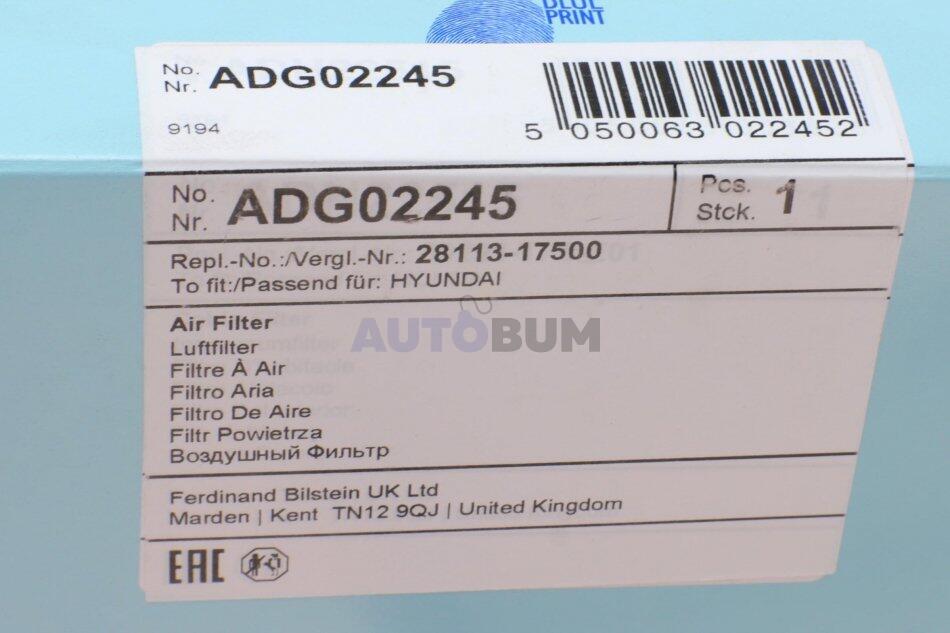 BLUE
PRINT
No.
Nr. ADG02245
9194
5 050063 022452
No.
Nr. ADG02245
Pcs.
Stck. 1
Repl.-No.:/Vergl.-Nr.: 28113-17500
To fit:/Passend für: HYUNDAI
AUTOBUM
Air Filter
Luftfilter
Filtre À Air
Filtro Aria
Filtro De Aire
Filtr Powietrza
Воздушный Фильтр
Ferdinand Bilstein UK Ltd
Marden | Kent TN12 9QJ | United Kingdom
EAC